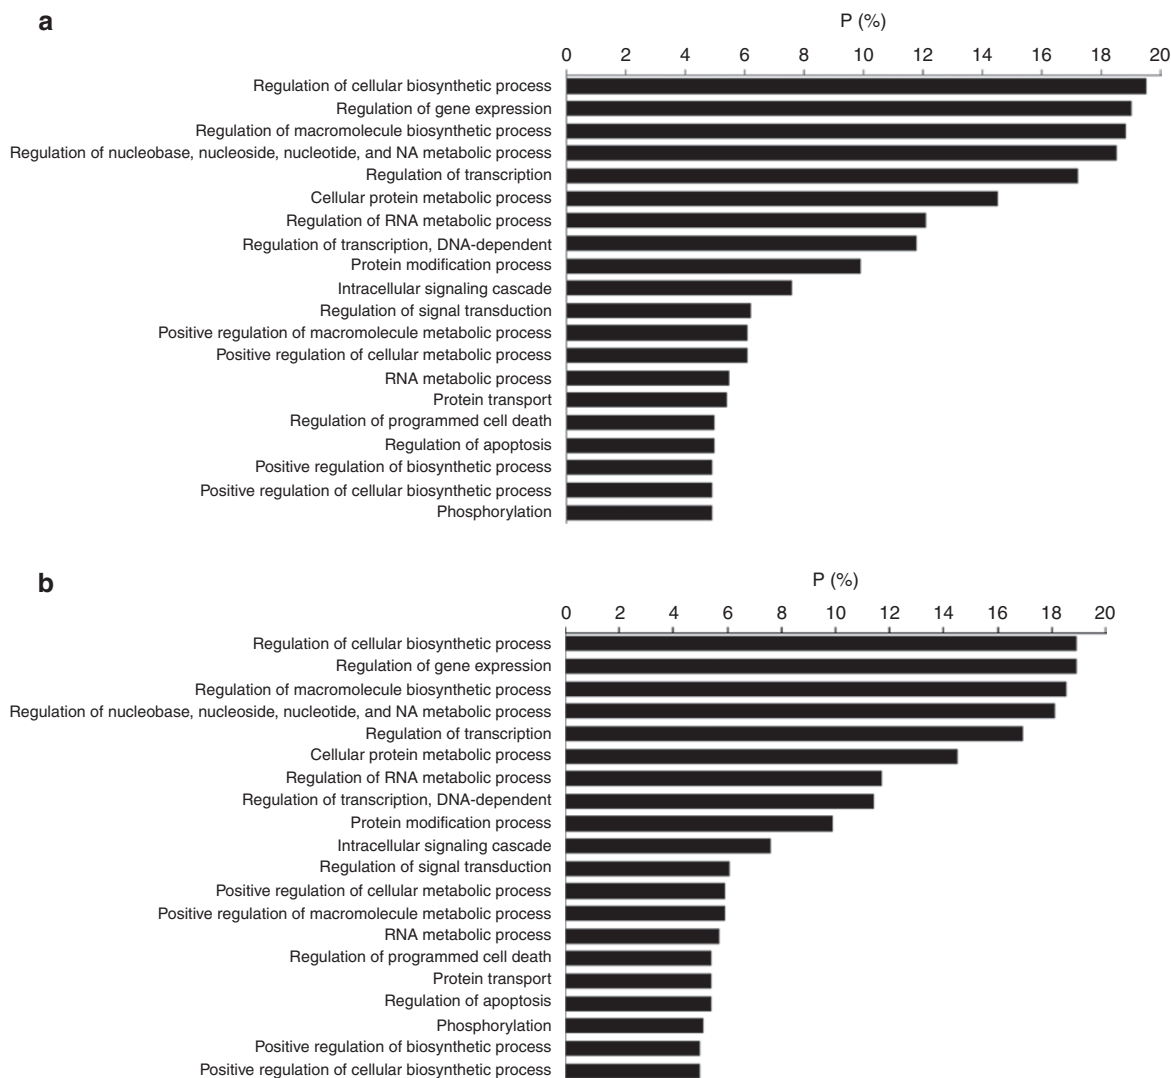 a
P (%)
0 2 4 6 8 10 12 14 16 18 20
Regulation of cellular biosynthetic process
Regulation of gene expression
Regulation of macromolecule biosynthetic process
Regulation of nucleobase, nucleoside, nucleotide, and NA metabolic process
Regulation of transcription
Cellular protein metabolic process
Regulation of RNA metabolic process
Regulation of transcription, DNA-dependent
Protein modification process
Intracellular signaling cascade
Regulation of signal transduction
Positive regulation of macromolecule metabolic process
Positive regulation of cellular metabolic process
RNA metabolic process
Protein transport
Regulation of programmed cell death
Regulation of apoptosis
Positive regulation of biosynthetic process
Positive regulation of cellular biosynthetic process
Phosphorylation
b
P (%)
0 2 4 6 8 10 12 14 16 18 20
Regulation of cellular biosynthetic process
Regulation of gene expression
Regulation of macromolecule biosynthetic process
Regulation of nucleobase, nucleoside, nucleotide, and NA metabolic process
Regulation of transcription
Cellular protein metabolic process
Regulation of RNA metabolic process
Regulation of transcription, DNA-dependent
Protein modification process
Intracellular signaling cascade
Regulation of signal transduction
Positive regulation of cellular metabolic process
Positive regulation of macromolecule metabolic process
RNA metabolic process
Regulation of programmed cell death
Protein transport
Regulation of apoptosis
Phosphorylation
Positive regulation of biosynthetic process
Positive regulation of cellular biosynthetic process